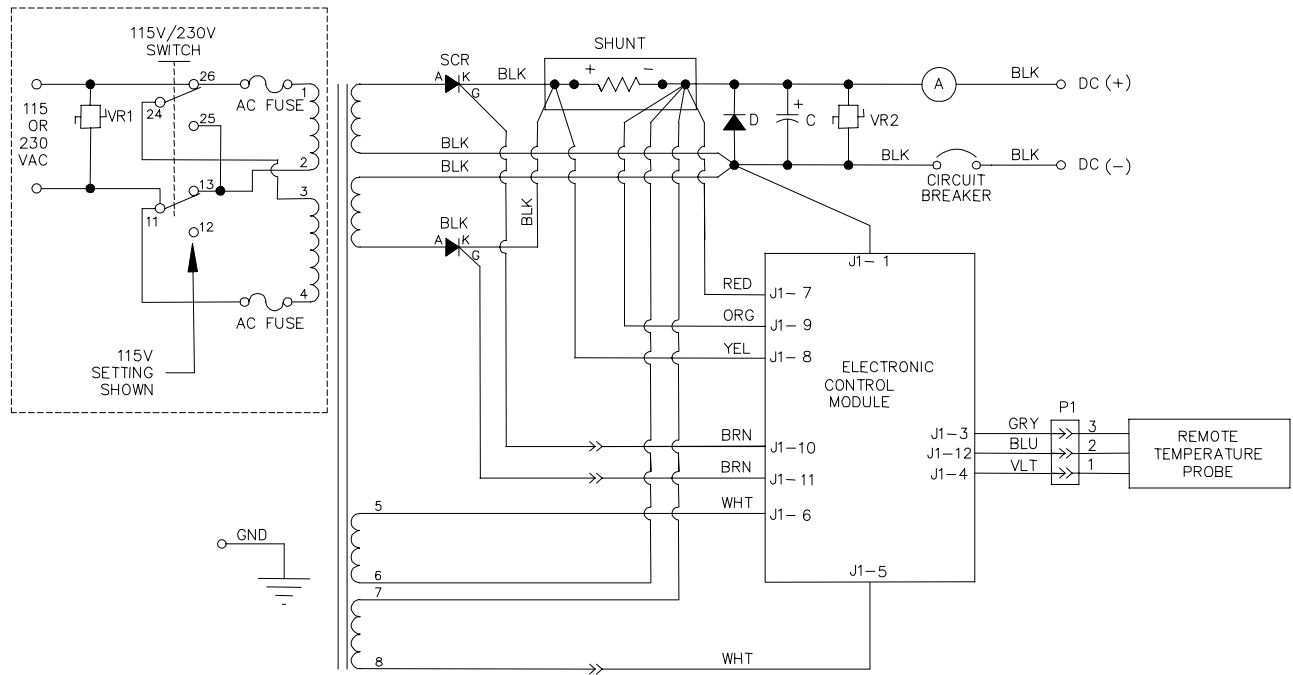 115V/230V
SWITCH
26
AC FUSE
1
24
VR1
115
OR
230
VAC
25
2
13
3
11
12
4
AC FUSE
115V
SETTING
SHOWN
GND
SCR
A K
G
BLK
SHUNT
+ −
BLK
BLK
BLK
BLK
A K
G
D
+
C
VR2
A
BLK
DC (+)
BLK
BLK
DC (−)
CIRCUIT
BREAKER
J1− 1
RED
J1− 7
ORG
J1− 9
YEL
J1− 8
ELECTRONIC
CONTROL
MODULE
BRN
J1−10
BRN
J1−11
WHT
J1− 6
J1−3
GRY
J1−12
BLU
J1−4
VLT
P1
3
2
1
REMOTE
TEMPERATURE
PROBE
J1−5
5
6
7
8
WHT